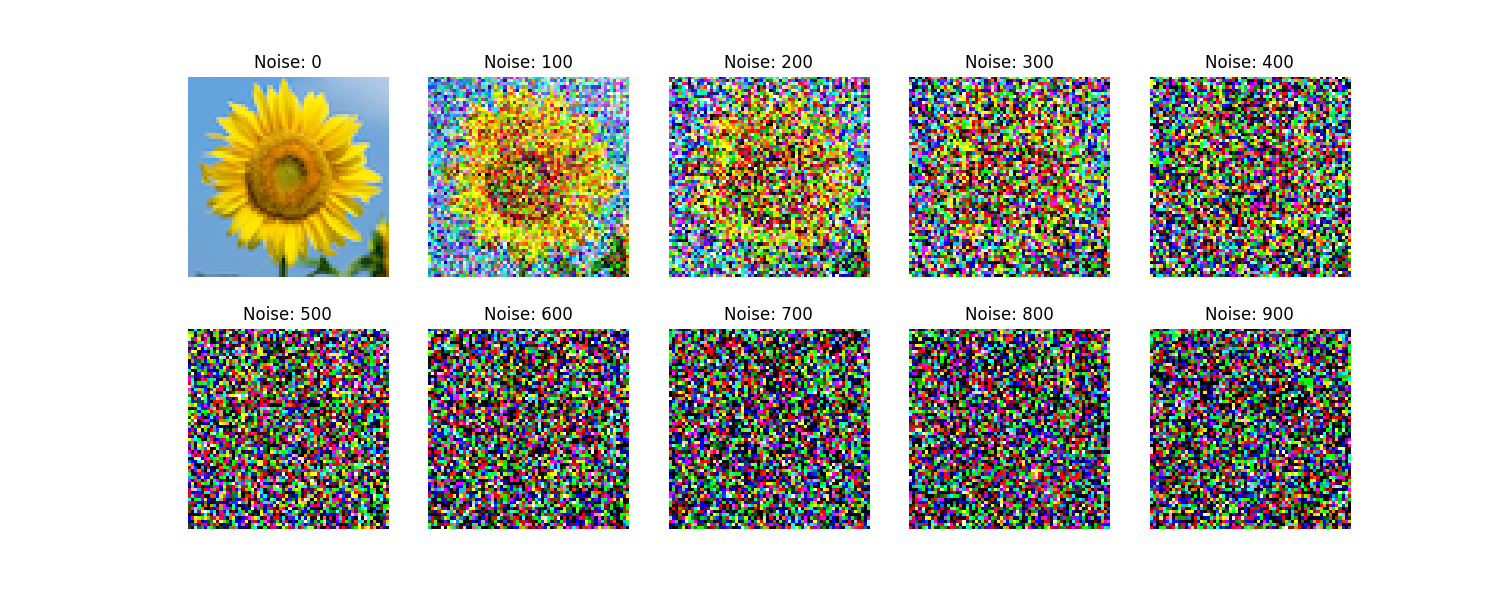 Noise: 0
Noise: 100
Noise: 200
Noise: 300
Noise: 400
Noise: 500
Noise: 600
Noise: 700
Noise: 800
Noise: 900